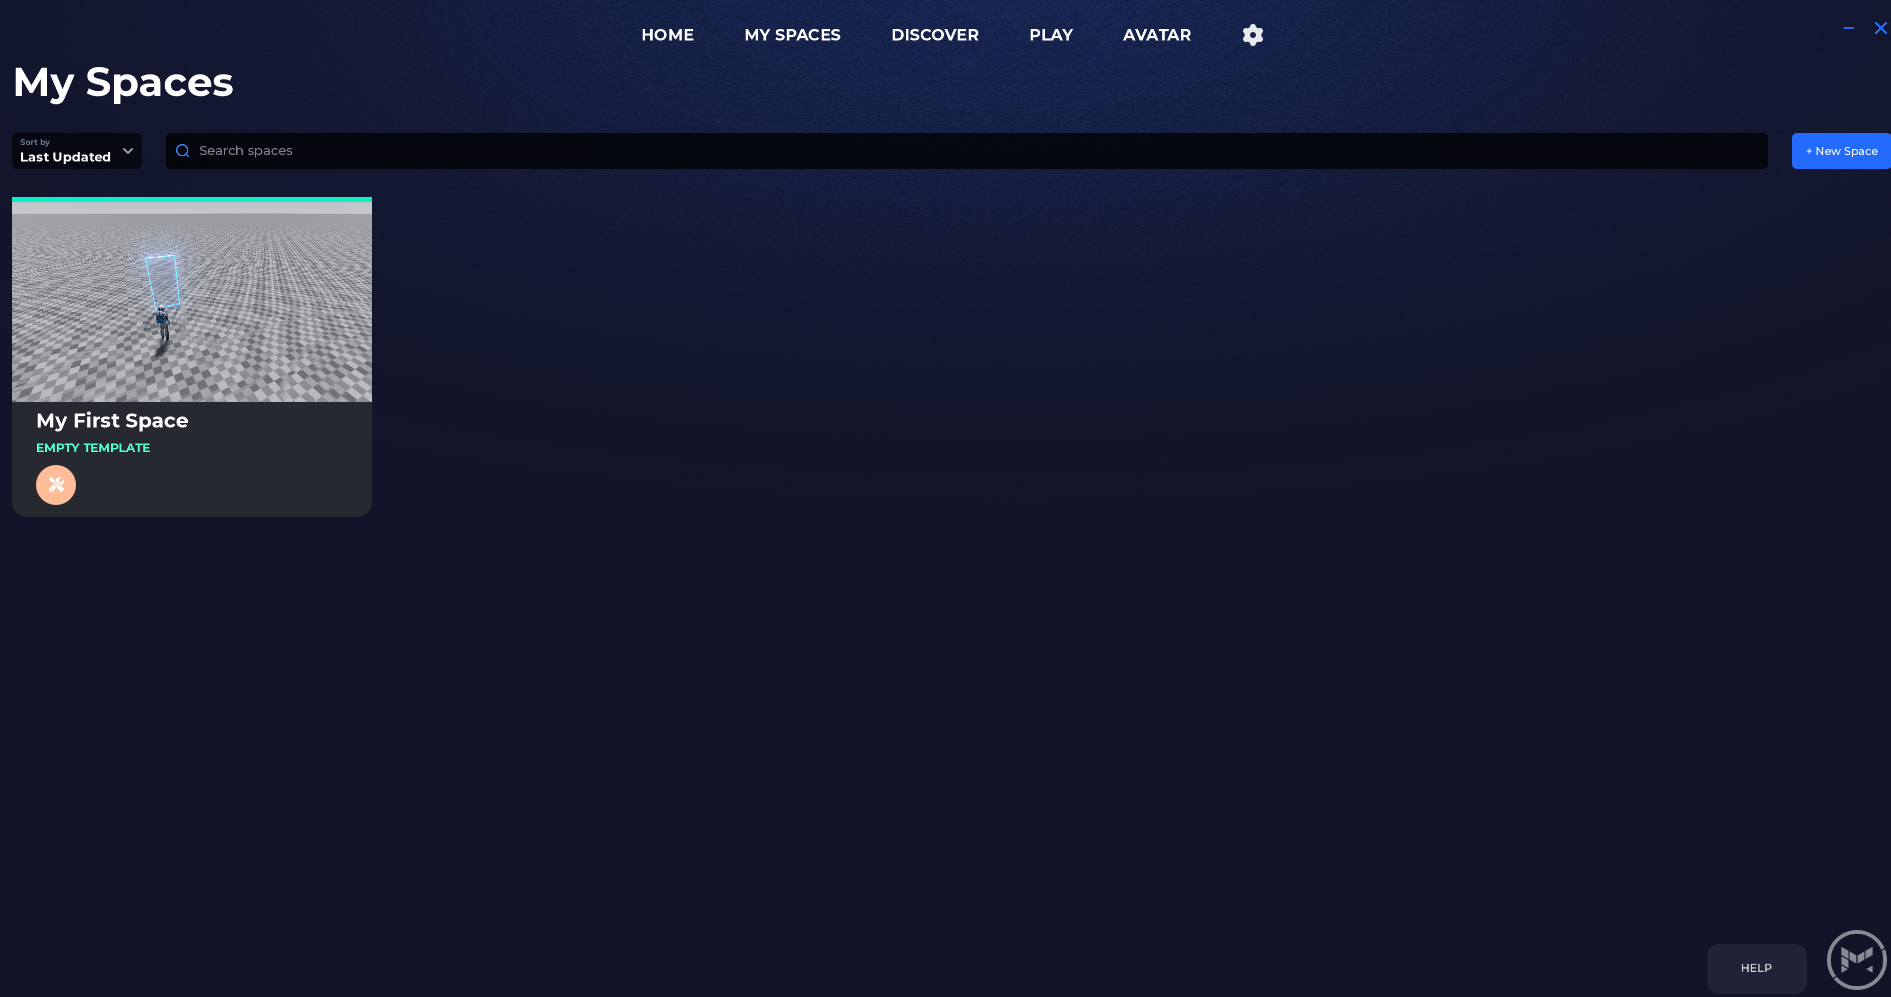 HOME MY SPACES DISCOVER PLAY AVATAR
My Spaces
Sort by
Last Updated
Search spaces
+ New Space
My First Space
EMPTY TEMPLATE
HELP